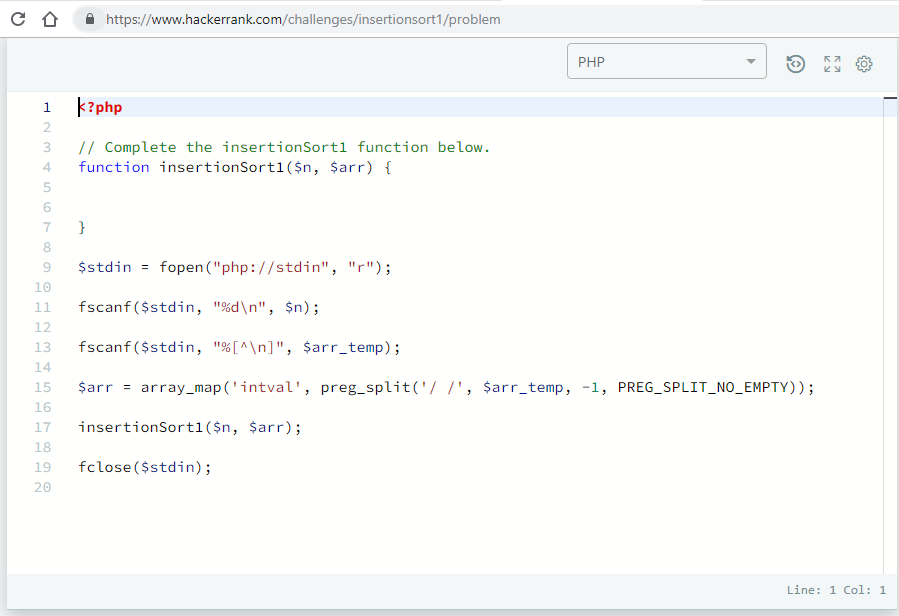 https://www.hackerrank.com/challenges/insertionsort1/problem
PHP
1 <?php
2
3 // Complete the insertionSort1 function below.
4 function insertionSort1($n, $arr) {
5
6
7 }
8
9 $stdin = fopen("php://stdin", "r");
10
11 fscanf($stdin, "%d\n", $n);
12
13 fscanf($stdin, "%[^\n]", $arr_temp);
14
15 $arr = array_map('intval', preg_split('/ /', $arr_temp, -1, PREG_SPLIT_NO_EMPTY));
16
17 insertionSort1($n, $arr);
18
19 fclose($stdin);
20
Line: 1 Col: 1